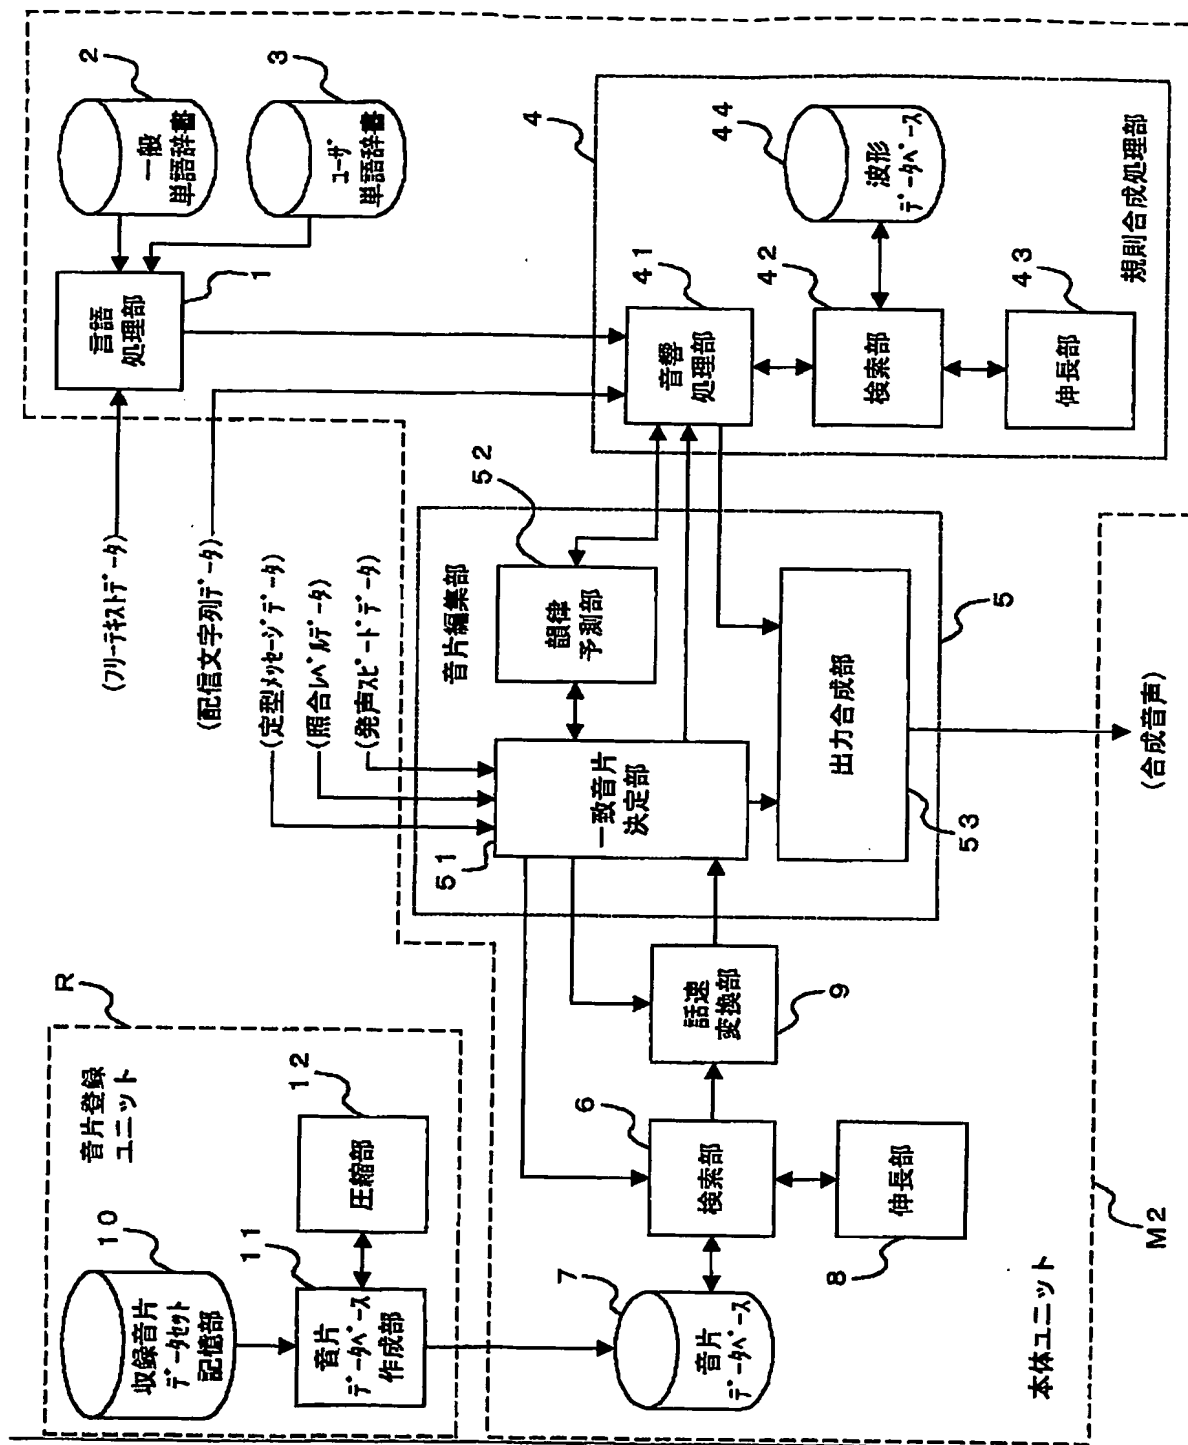 収録音片
ﾃﾞｰﾀｾｯﾄ
記憶部
10
音片
ﾃﾞｰﾀﾍﾞｰｽ
作成部
11
圧縮部
12
音片登録
ユニット
R
(ﾌﾘｰﾃｷｽﾄﾃﾞｰﾀ)
(配信文字列ﾃﾞｰﾀ)
(定型ﾒｯｾｰｼﾞﾃﾞｰﾀ)
(照合ﾚﾍﾞﾙﾃﾞｰﾀ)
(発声ｽﾋﾟｰﾄﾞﾃﾞｰﾀ)
言語
処理部
1
一般
単語辞書
2
ﾕｰｻﾞ
単語辞書
3
音片
ﾃﾞｰﾀﾍﾞｰｽ
7
検索部
6
伸長部
8
話速
変換部
9
音片編集部
5
一致音片
決定部
51
韻律
予測部
52
出力合成部
53
4
音響
処理部
41
検索部
42
伸長部
43
波形
ﾃﾞｰﾀﾍﾞｰｽ
44
規則合成処理部
本体ユニット
M2
(合成音声)